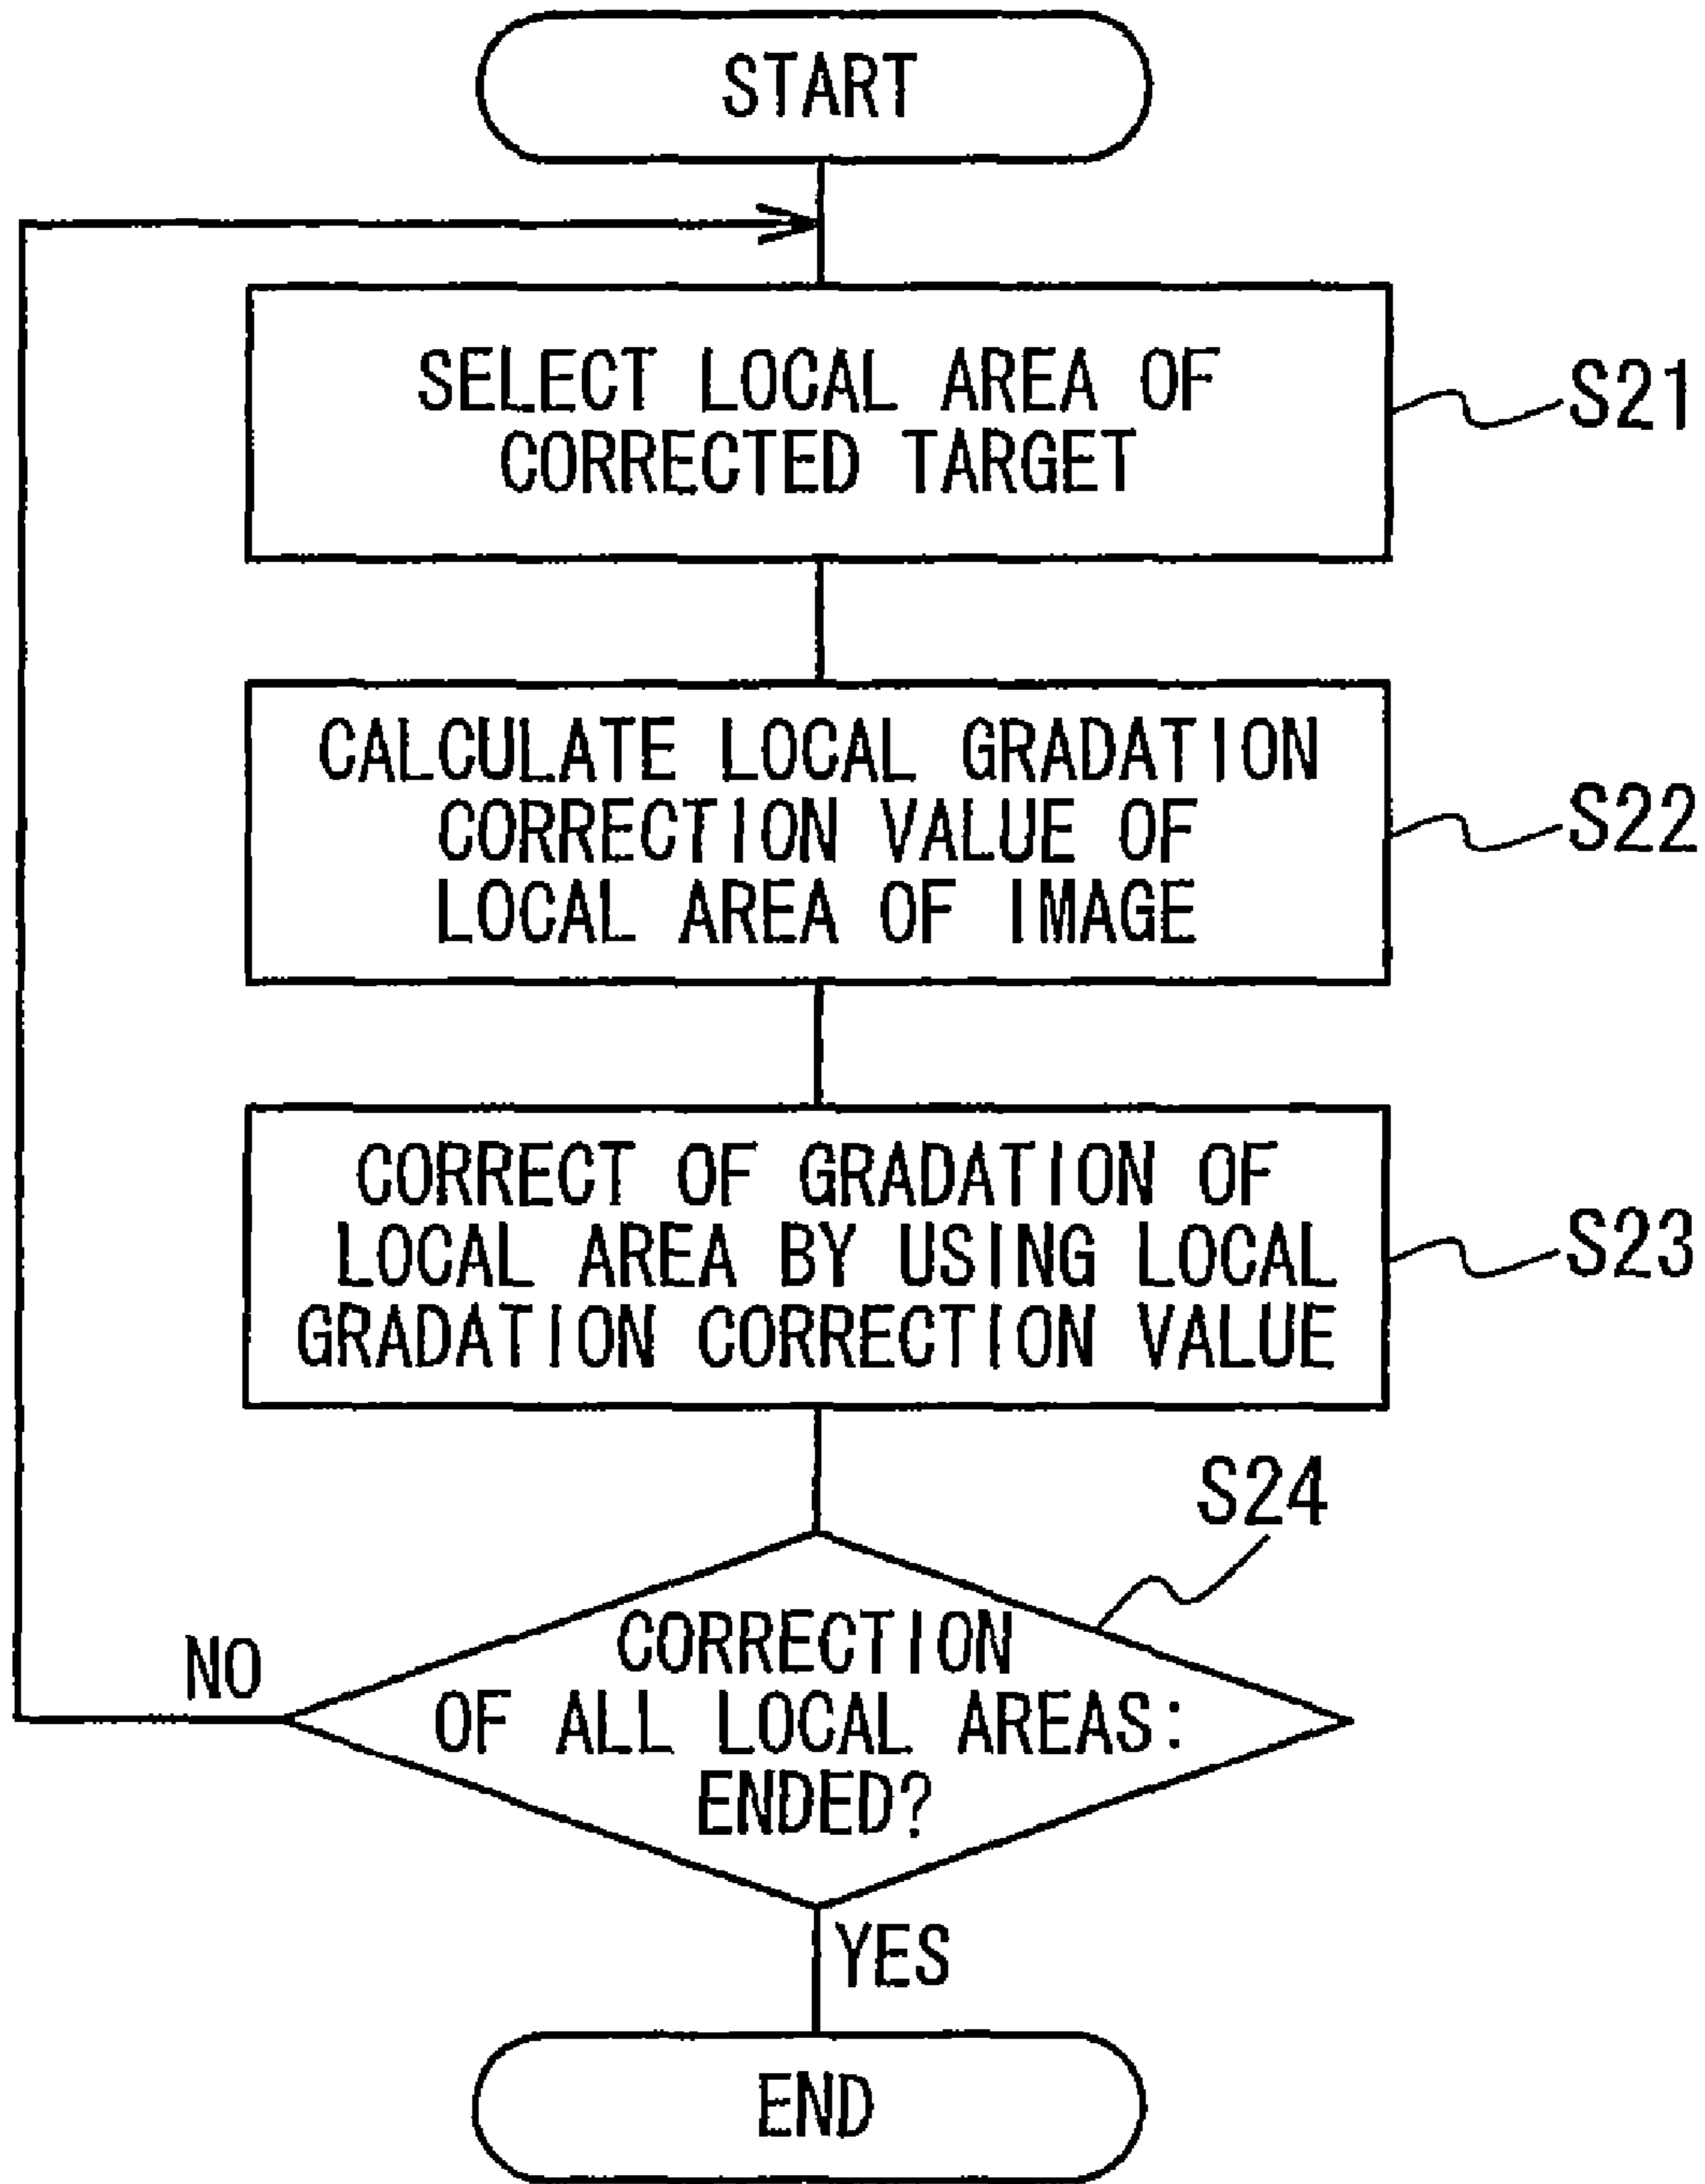 START
SELECT LOCAL AREA OF
CORRECTED TARGET
S21
CALCULATE LOCAL GRADATION
CORRECTION VALUE OF
LOCAL AREA OF IMAGE
S22
CORRECT OF GRADATION OF
LOCAL AREA BY USING LOCAL
GRADATION CORRECTION VALUE
S23
S24
CORRECTION
OF ALL LOCAL AREAS:
ENDED?
NO
YES
END